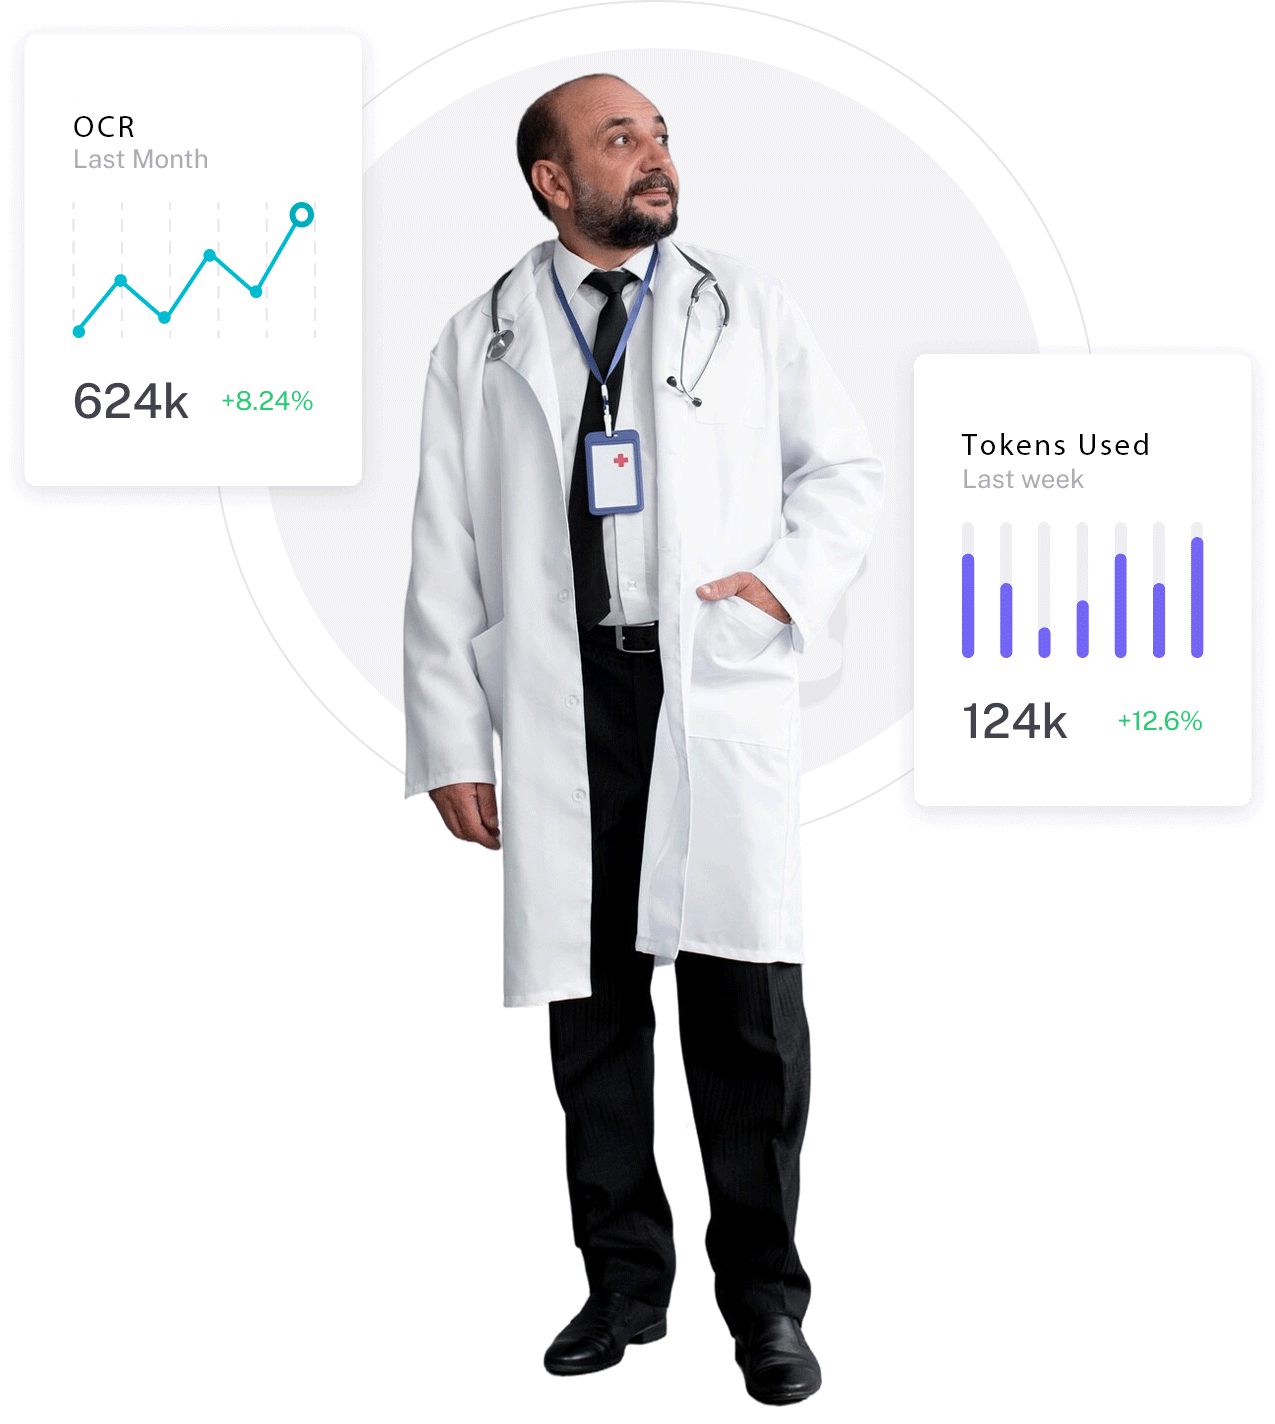 OCR
Last Month
624k +8.24%
Tokens Used
Last week
124k +12.6%